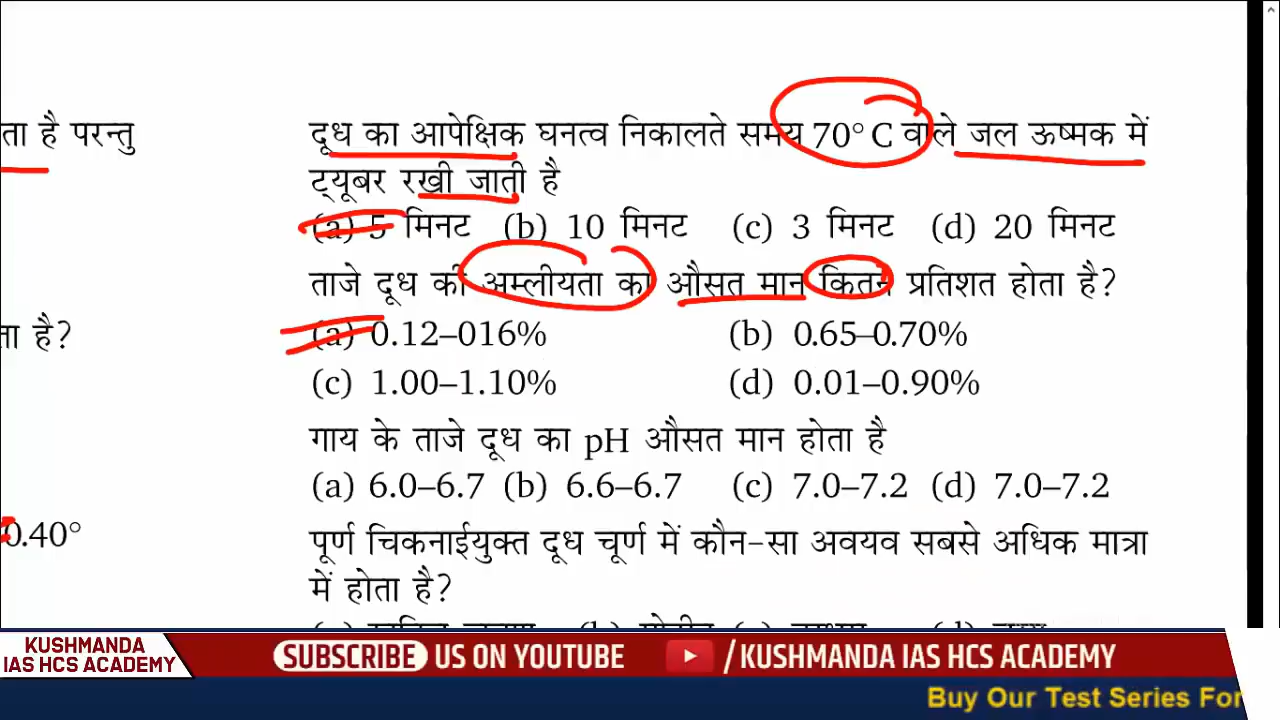 ता है परन्तु
दूध का आपेक्षिक घनत्व निकालते समय 70° C वाले जल ऊष्मक में
ट्यूबर रखी जाती है
(a) 5 मिनट (b) 10 मिनट (c) 3 मिनट (d) 20 मिनट
ताजे दूध की अम्लीयता का औसत मान कितने प्रतिशत होता है?
ता है?
(a) 0.12–016% (b) 0.65–0.70%
(c) 1.00–1.10% (d) 0.01–0.90%
गाय के ताजे दूध का pH औसत मान होता है
(a) 6.0–6.7 (b) 6.6–6.7 (c) 7.0–7.2 (d) 7.0–7.2
0.40°
पूर्ण चिकनाईयुक्त दूध चूर्ण में कौन-सा अवयव सबसे अधिक मात्रा
में होता है?
KUSHMANDA
IAS HCS ACADEMY
SUBSCRIBE US ON YOUTUBE /KUSHMANDA IAS HCS ACADEMY
Buy Our Test Series For